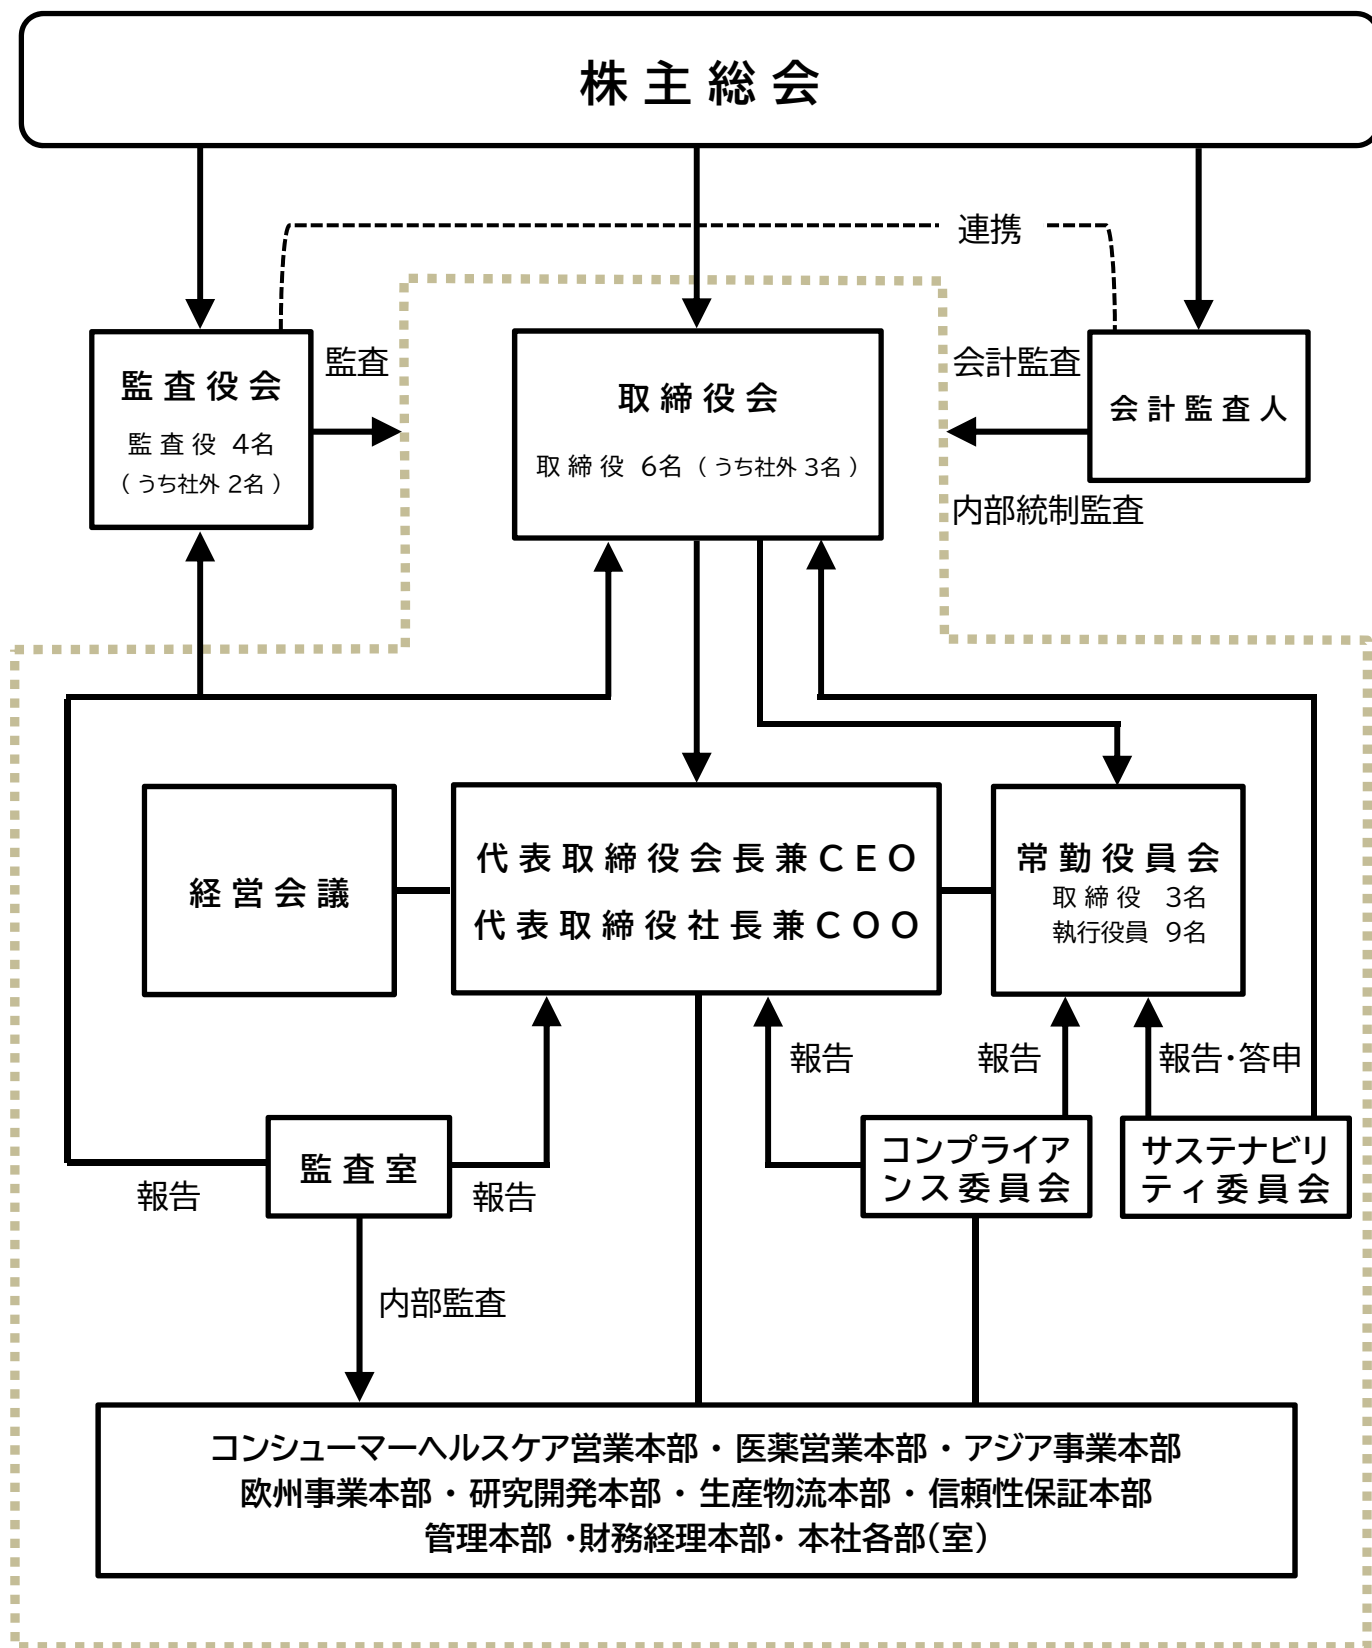 株主総会
連携
監査役会
監査役 4名
（うち社外 2名）
監査
取締役会
取締役 6名（うち社外 3名）
会計監査
会計監査人
内部統制監査
経営会議
代表取締役会長兼CEO
代表取締役社長兼COO
常勤役員会
取締役 3名
執行役員 9名
報告
報告
報告・答申
監査室
報告
報告
コンプライア
ンス委員会
サステナビリ
ティ委員会
内部監査
コンシューマーヘルスケア営業本部・医薬営業本部・アジア事業本部
欧州事業本部・研究開発本部・生産物流本部・信頼性保証本部
管理本部・財務経理本部・本社各部(室)